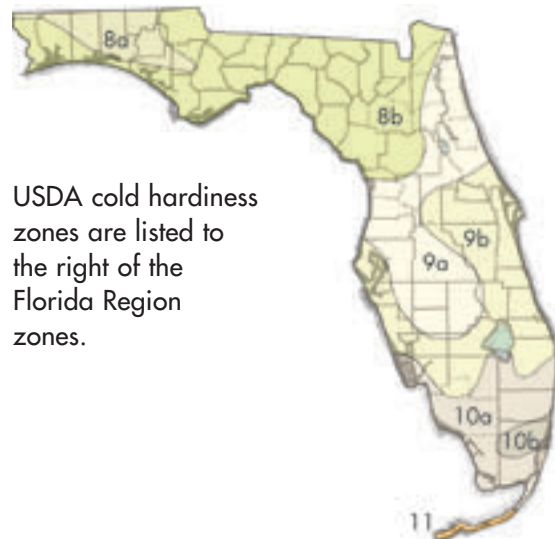 8a
8b
USDA cold hardiness
zones are listed to
the right of the
Florida Region
zones.
9b
9a
10a
10b
11